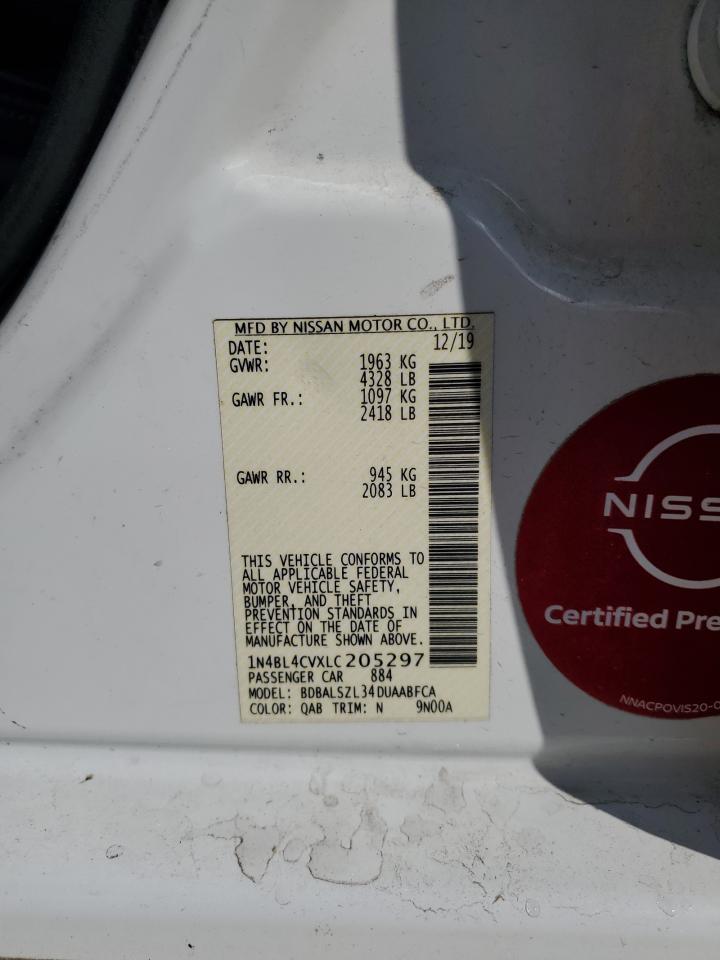 MFD BY NISSAN MOTOR CO., LTD.
DATE: 12/19
GVWR: 1963 KG
4328 LB
GAWR FR.: 1097 KG
2418 LB
GAWR RR.: 945 KG
2083 LB
THIS VEHICLE CONFORMS TO
ALL APPLICABLE FEDERAL
MOTOR VEHICLE SAFETY,
BUMPER, AND THEFT
PREVENTION STANDARDS IN
EFFECT ON THE DATE OF
MANUFACTURE SHOWN ABOVE.
1N4BL4CVXLC205297
PASSENGER CAR 884
MODEL: BDBALSZL34DUAABFCA
COLOR: QAB TRIM: N 9N00A
NISS
Certified Pre
NNACPOVIS20-0